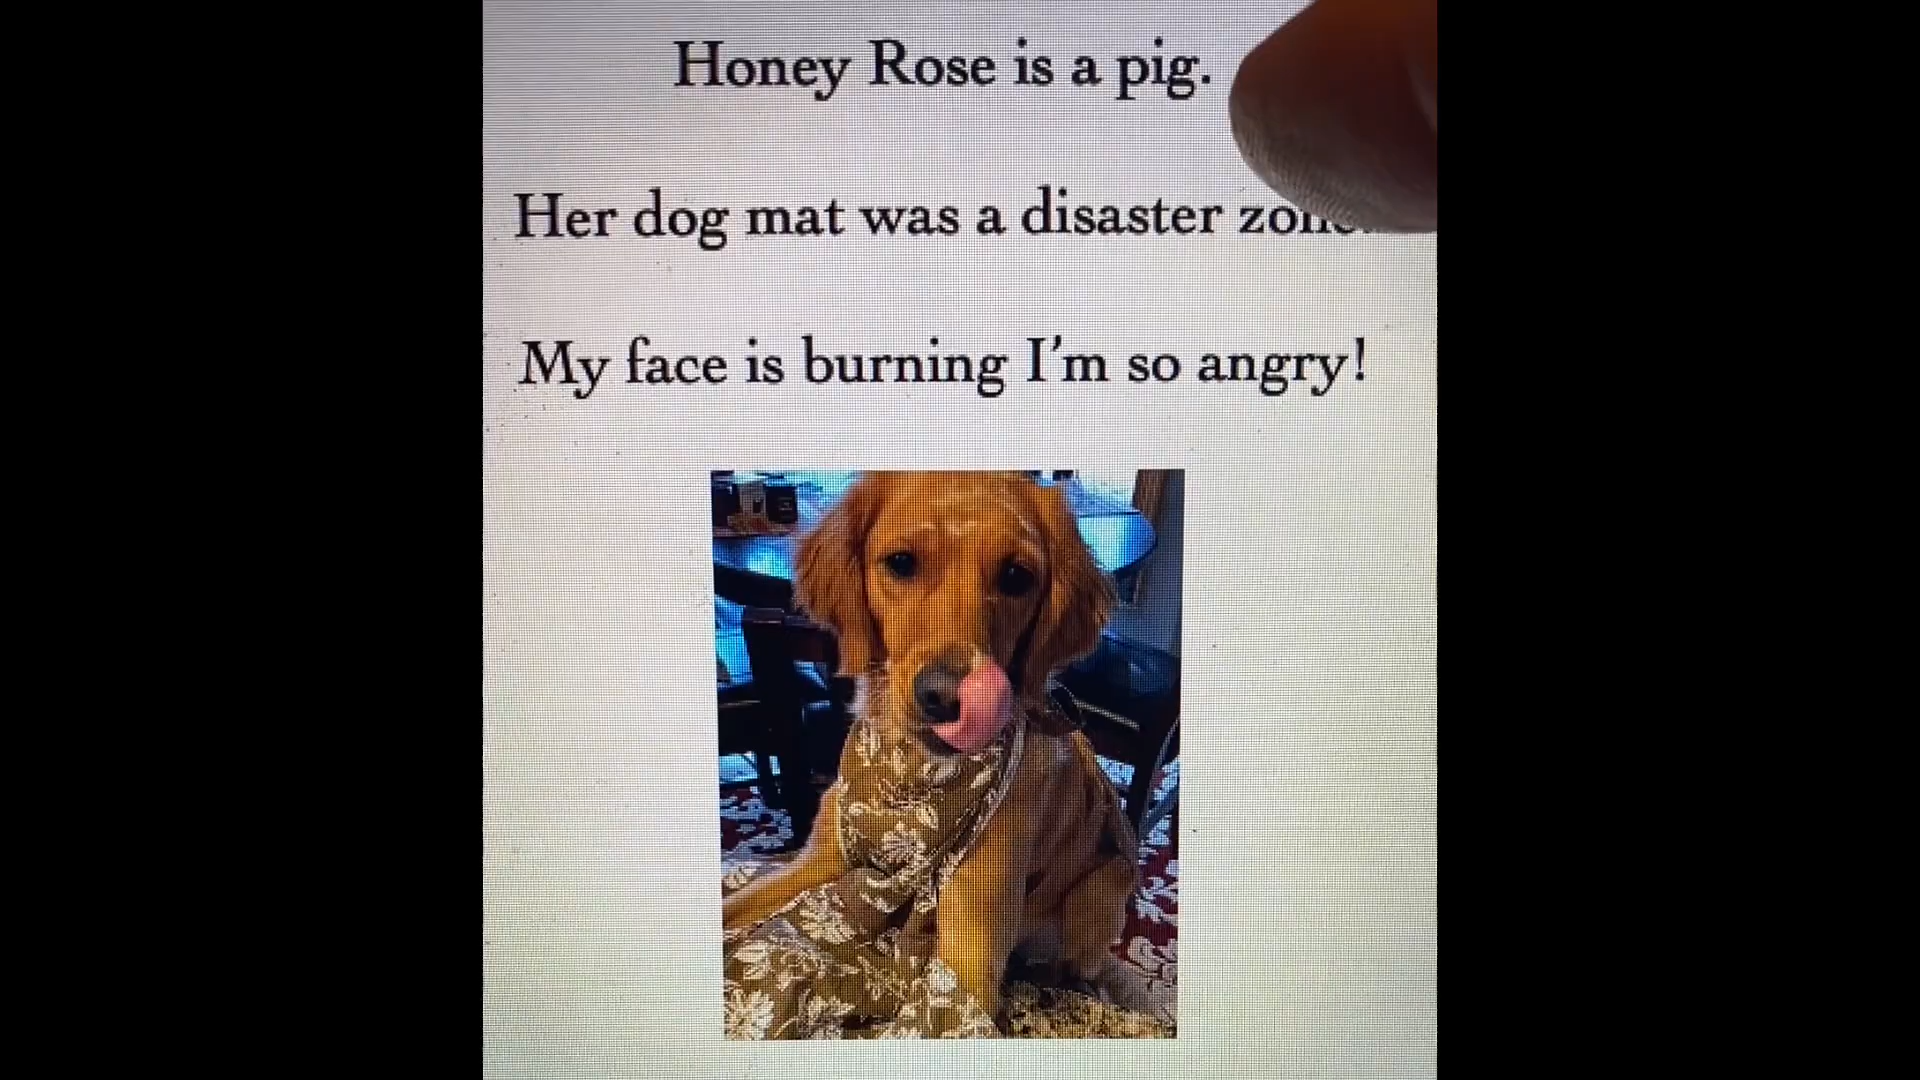 Honey Rose is a pig.
Her dog mat was a disaster
My face is burning I'm so angry!